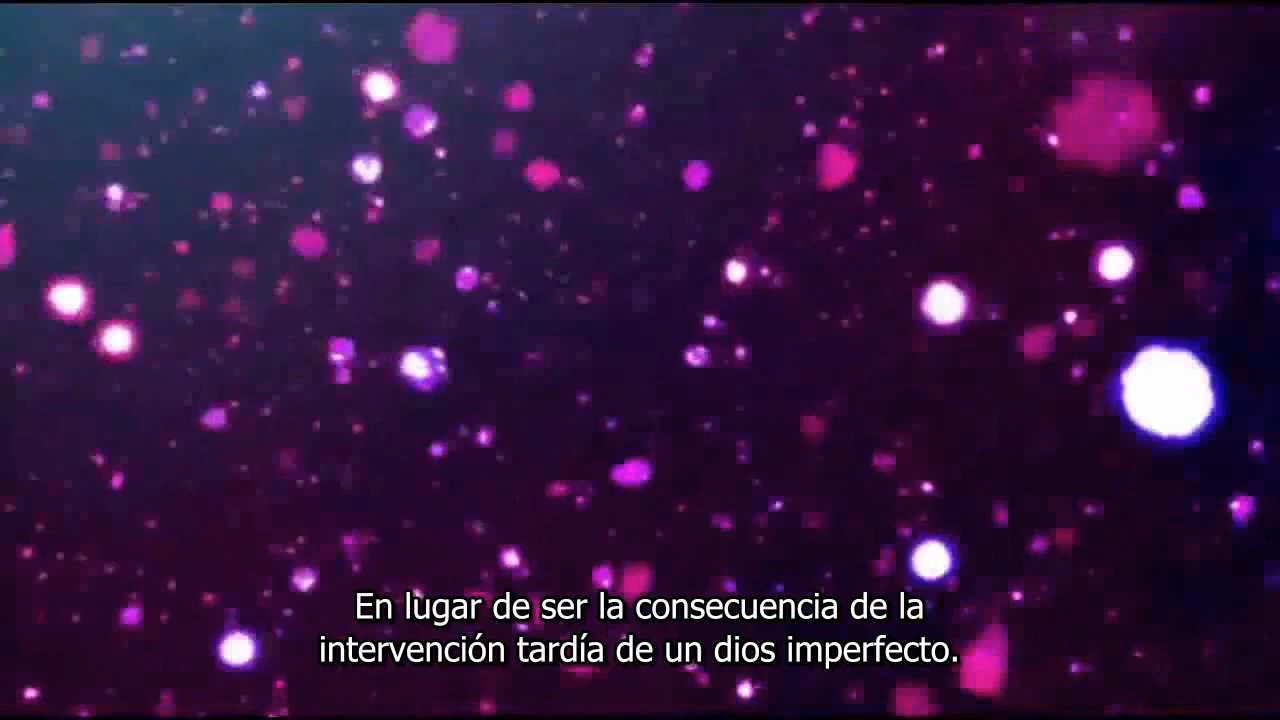 En lugar de ser la consecuencia de la
intervención tardía de un dios imperfecto.